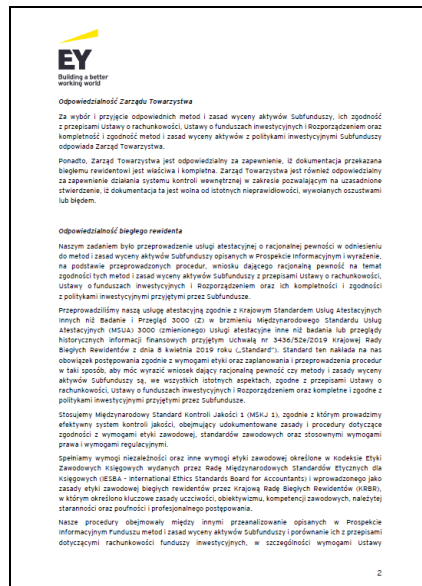 EY
Building a better
working world
Odpowiedzialność Zarządu Towarzystwa
Za wybór i przyjęcie odpowiednich metod i zasad wyceny aktywów Subfunduszy, ich zgodność
z przepisami Ustawy o rachunkowości, Ustawy o funduszach inwestycyjnych i Rozporządzeniem oraz
kompletność i zgodność metod i zasad wyceny aktywów z politykami inwestycyjnymi Subfunduszy
odpowiada Zarząd Towarzystwa.
Ponadto, Zarząd Towarzystwa jest odpowiedzialny za zapewnienie, iż dokumentacja przekazana
biegłemu rewidentowi jest właściwa i kompletna. Zarząd Towarzystwa jest również odpowiedzialny
za zapewnienie działania systemu kontroli wewnętrznej w zakresie pozwalającym na uzasadnione
stwierdzenie, iż dokumentacja ta jest wolna od istotnych nieprawidłowości, wywołanych oszustwami
lub błędem.
Odpowiedzialność biegłego rewidenta
Naszym zadaniem było przeprowadzenie usługi atestacyjnej o racjonalnej pewności w odniesieniu
do metod i zasad wyceny aktywów Subfunduszy opisanych w Prospekcie Informacyjnym i wyrażenie,
na podstawie przeprowadzonych procedur, wniosku dającego racjonalną pewność na temat
zgodności tych metod i zasad wyceny aktywów Subfunduszy z przepisami Ustawy o rachunkowości,
Ustawy o funduszach inwestycyjnych i Rozporządzeniem oraz ich kompletności i zgodności
z politykami inwestycyjnymi przyjętymi przez Subfundusze.
Przeprowadziliśmy naszą usługę atestacyjną zgodnie z Krajowym Standardem Usług Atestacyjnych
Innych niż Badanie i Przegląd 3000 (Z) w brzmieniu Międzynarodowego Standardu Usług
Atestacyjnych (MSUA) 3000 (zmienionego) Usługi atestacyjne inne niż badania lub przeglądy
historycznych informacji finansowych przyjętym Uchwałą nr 3436/52e/2019 Krajowej Rady
Biegłych Rewidentów z dnia 8 kwietnia 2019 roku („Standard"). Standard ten nakłada na nas
obowiązek postępowania zgodnie z wymogami etyki oraz zaplanowania i przeprowadzenia procedur
w taki sposób, aby móc wyrazić wniosek dający racjonalną pewność czy metody i zasady wyceny
aktywów Subfunduszy są, we wszystkich istotnych aspektach, zgodne z przepisami Ustawy o
rachunkowości, Ustawy o funduszach inwestycyjnych i Rozporządzeniem oraz kompletne i zgodne z
politykami inwestycyjnymi przyjętymi przez Subfundusze.
Stosujemy Międzynarodowy Standard Kontroli Jakości 1 (MSKJ 1), zgodnie z którym prowadzimy
efektywny system kontroli jakości, obejmujący udokumentowane zasady i procedury dotyczące
zgodności z wymogami etyki zawodowej, standardów zawodowych oraz stosownymi wymogami
prawa i wymogami regulacyjnymi.
Spełniamy wymogi niezależności oraz inne wymogi etyki zawodowej określone w Kodeksie Etyki
Zawodowych Księgowych wydanych przez Radę Międzynarodowych Standardów Etycznych dla
Księgowych (IESBA - International Ethics Standards Board for Accountants) i wprowadzonego jako
zasady etyki zawodowej biegłych rewidentów przez Krajową Radę Biegłych Rewidentów (KRBR),
w którym określono kluczowe zasady uczciwości, obiektywizmu, kompetencji zawodowych, należytej
staranności oraz poufności i profesjonalnego postępowania.
Nasze procedury obejmowały między innymi przeanalizowanie opisanych w Prospekcie
Informacyjnym Funduszu metod i zasad wyceny aktywów Subfunduszy i porównanie ich z przepisami
dotyczącymi rachunkowości funduszy inwestycyjnych, w szczególności wymogami Ustawy
2